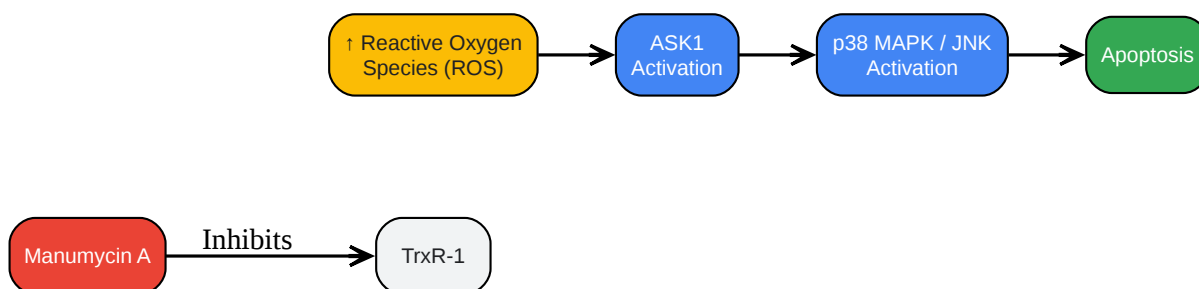 ↑ Reactive Oxygen
Species (ROS)
ASK1
Activation
p38 MAPK / JNK
Activation
Apoptosis
Manumycin A
Inhibits
TrxR-1